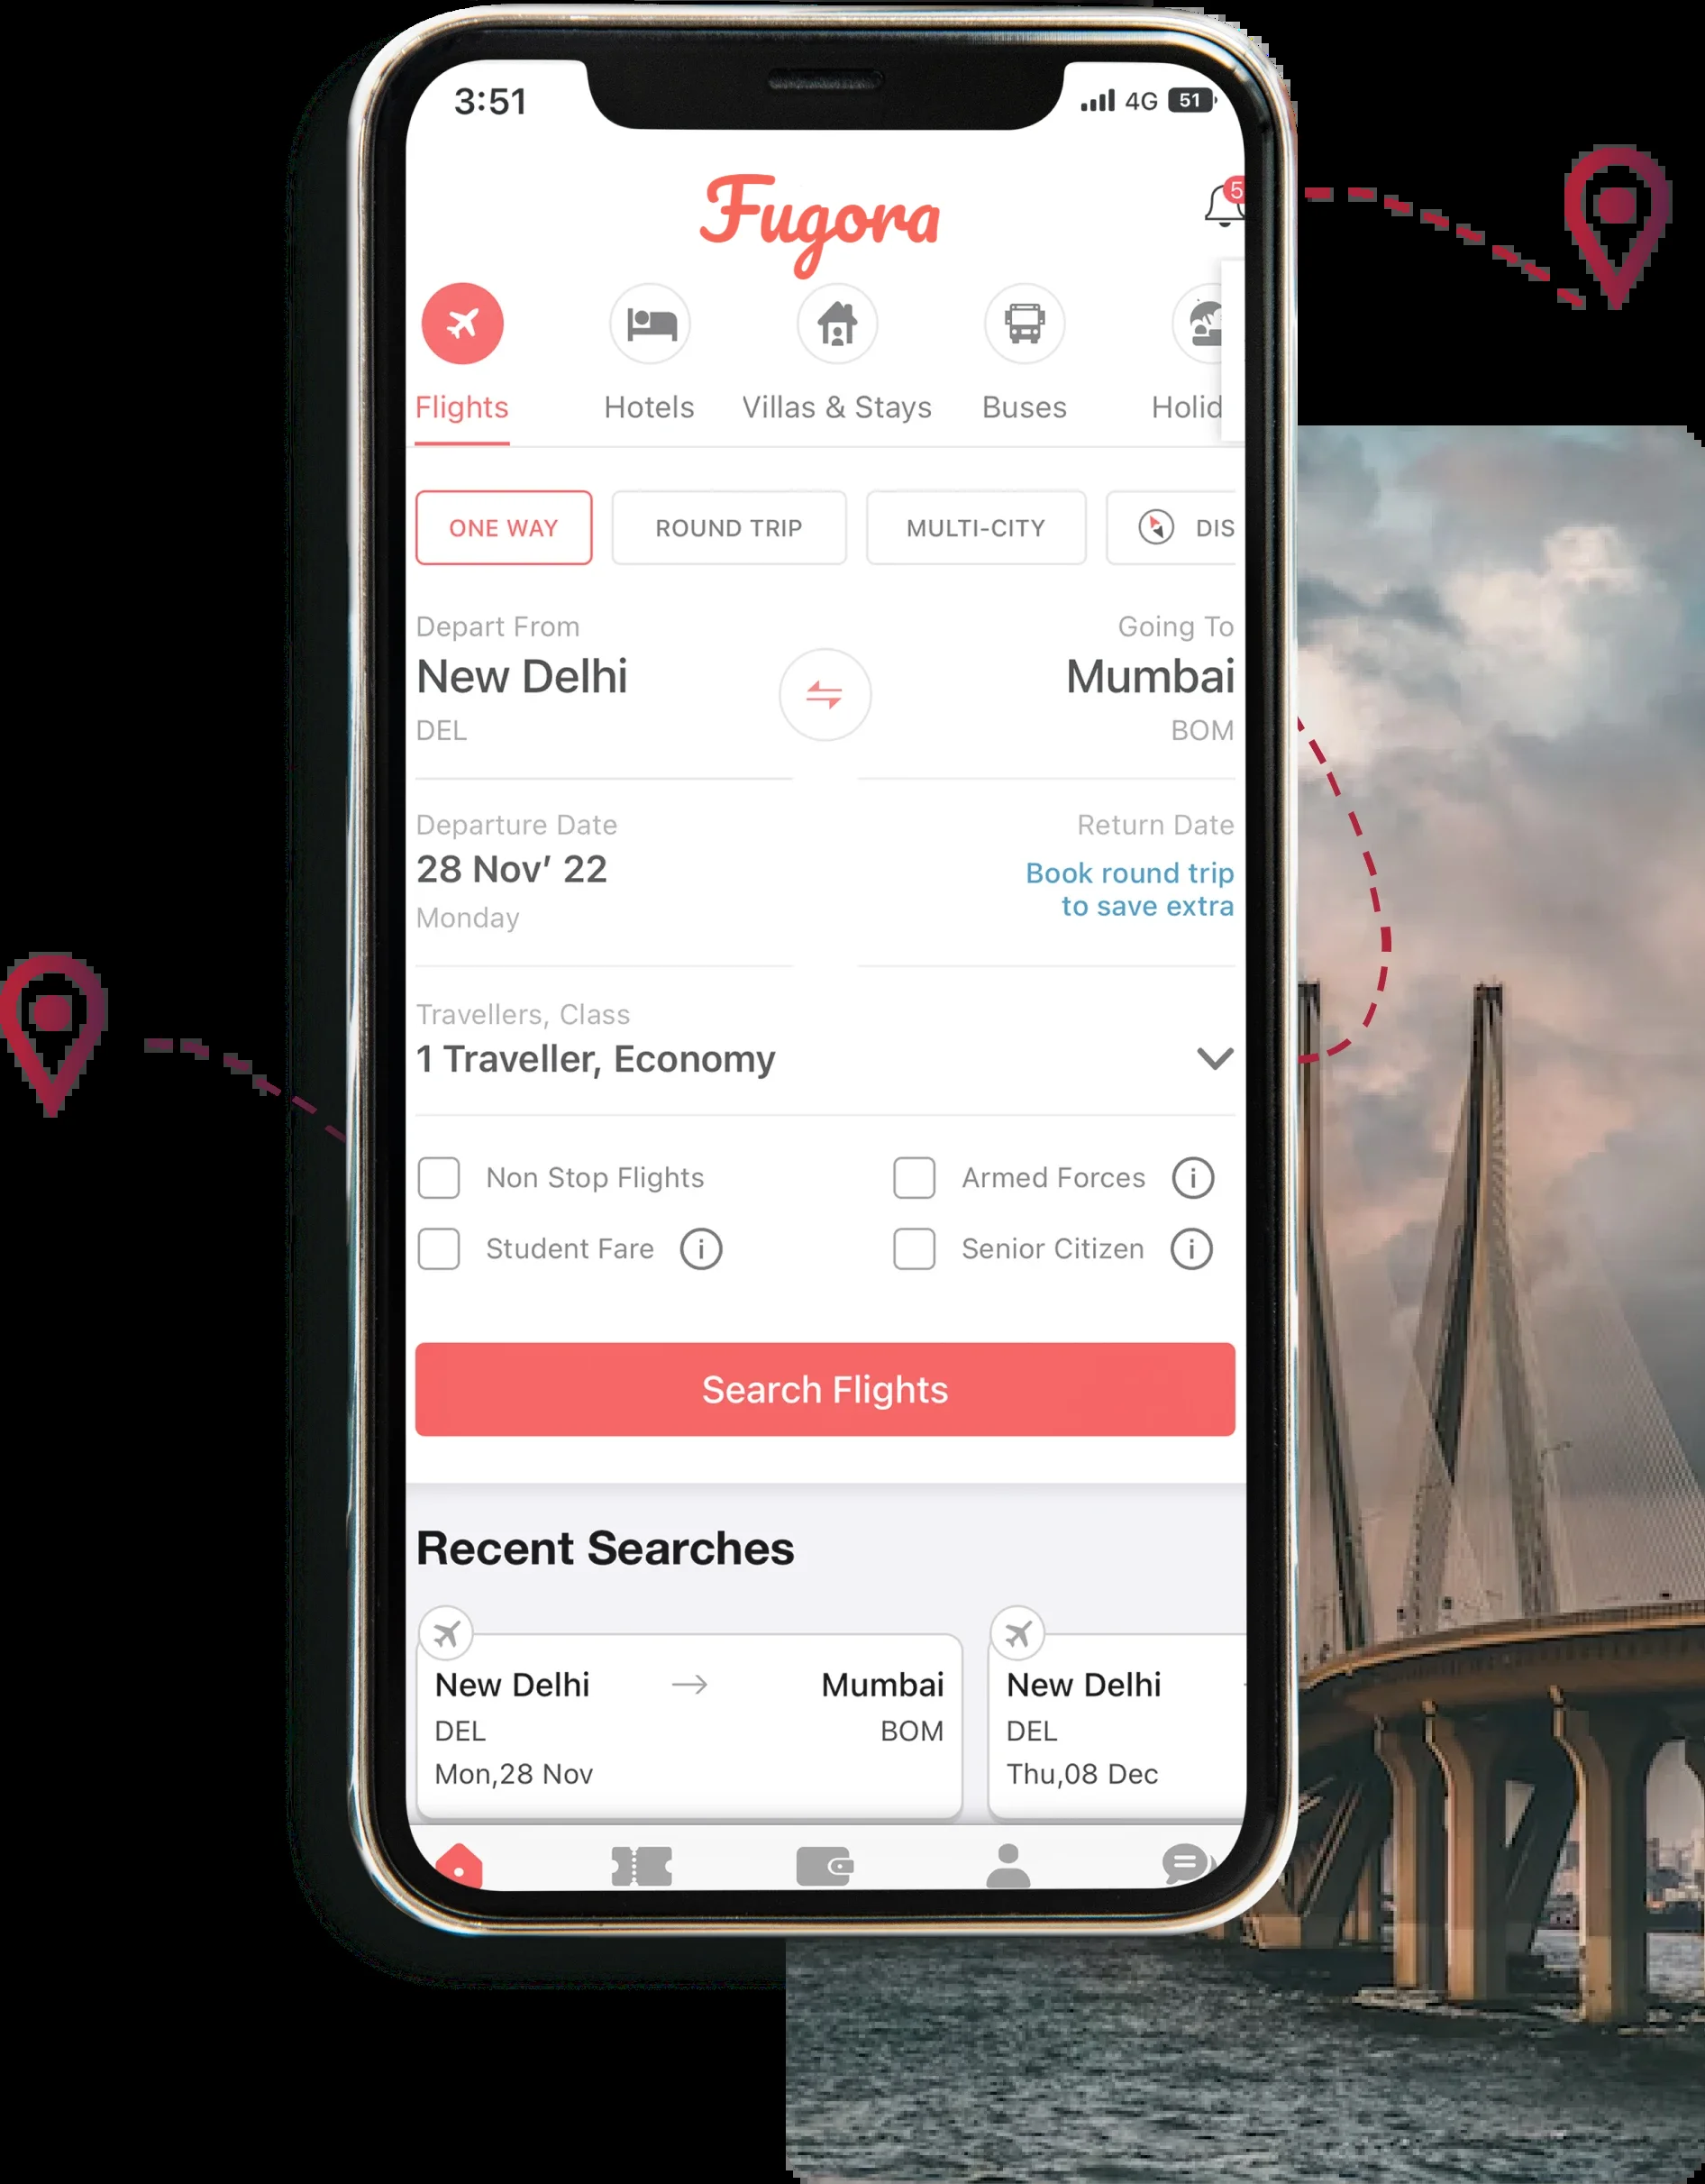 3:51
4G 51
Fugora
5
Flights Hotels Villas & Stays Buses Holid
ONE WAY ROUND TRIP MULTI-CITY DIS
Depart From Going To
New Delhi Mumbai
DEL BOM
Departure Date Return Date
28 Nov’ 22 Book round trip
Monday to save extra
Travellers, Class
1 Traveller, Economy
Non Stop Flights Armed Forces i
Student Fare i Senior Citizen i
Search Flights
Recent Searches
New Delhi → Mumbai New Delhi
DEL BOM DEL
Mon,28 Nov Thu,08 Dec